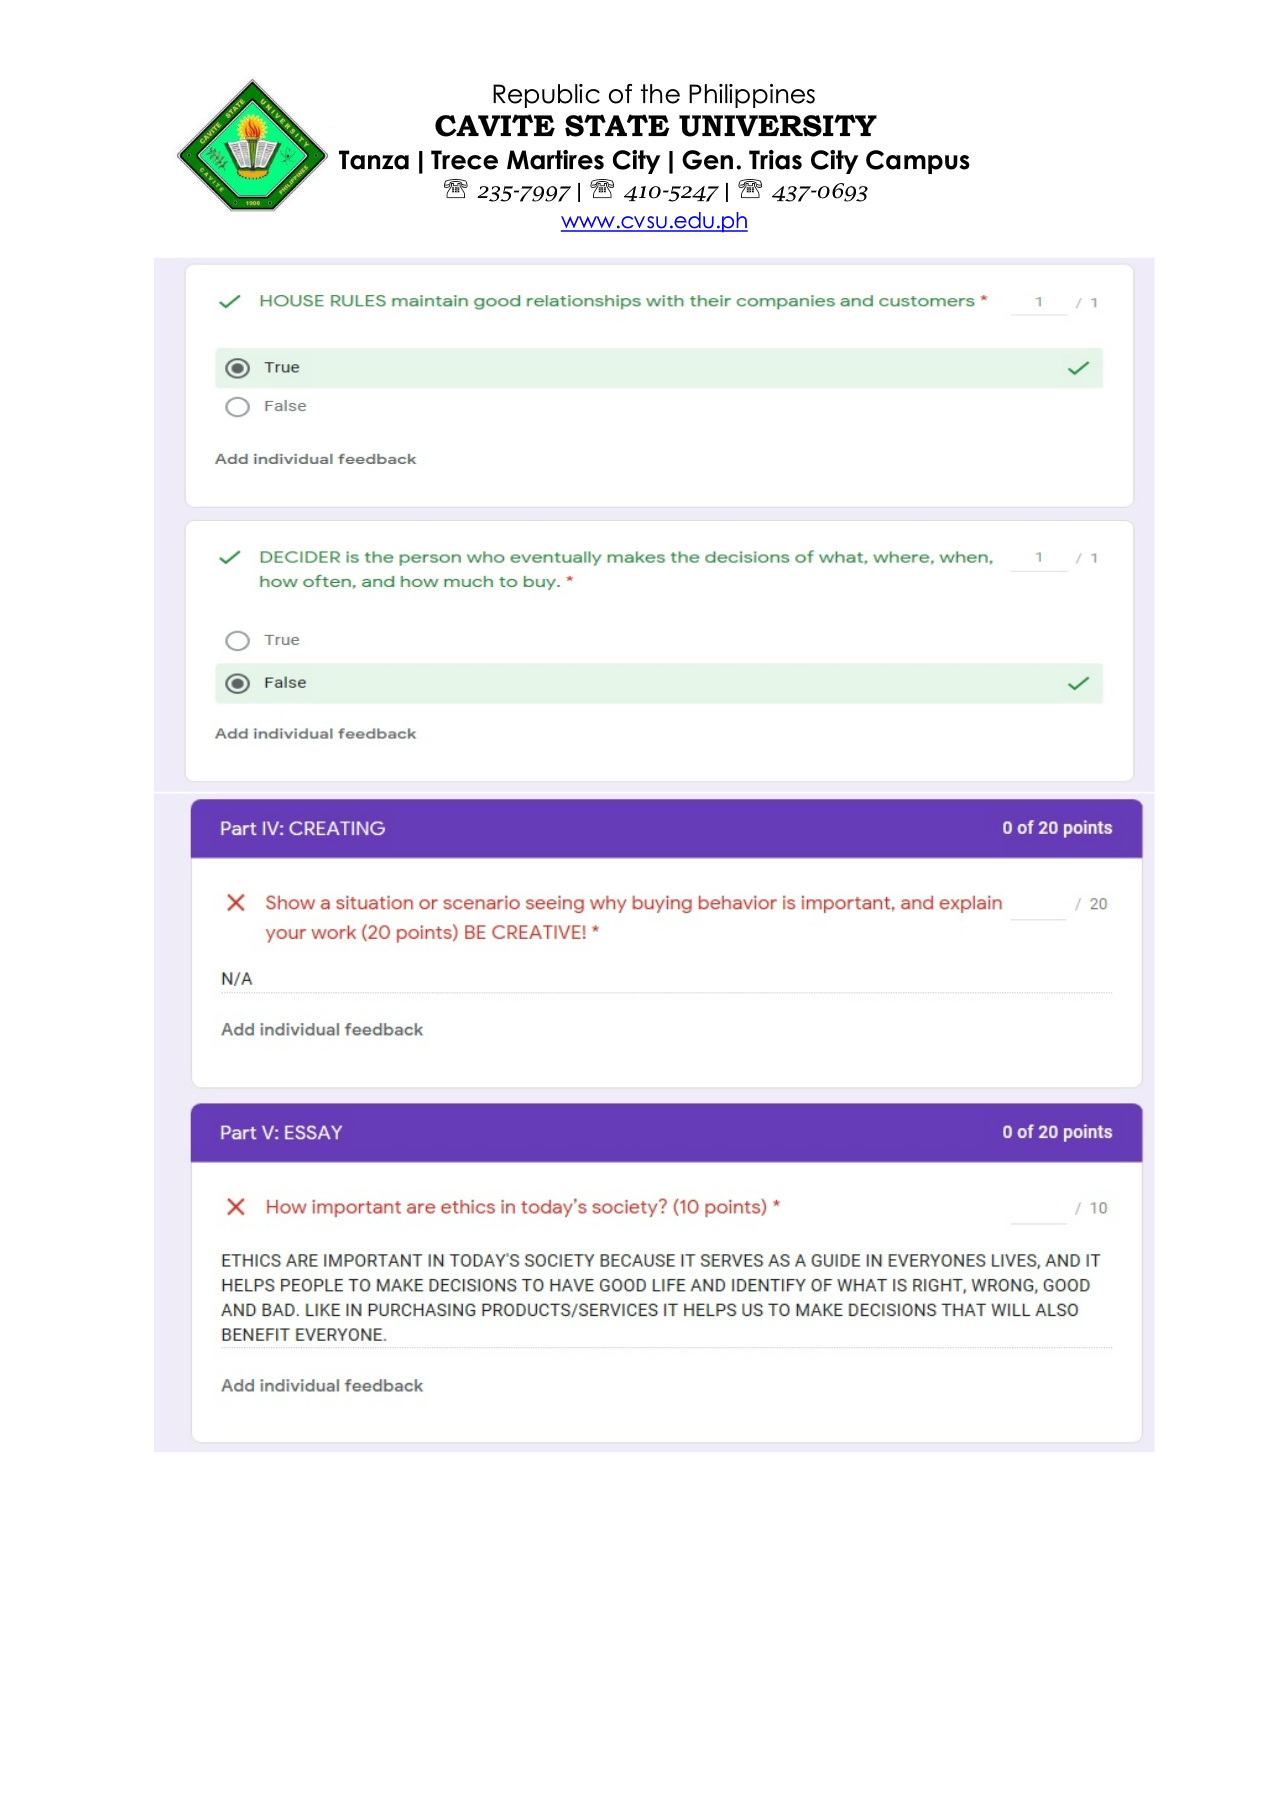 CAVITE STATE UNIVERSITY
CAVITE PHILIPPINES
1906
Republic of the Philippines
CAVITE STATE UNIVERSITY
Tanza | Trece Martires City | Gen. Trias City Campus
☏ 235-7997 | ☏ 410-5247 | ☏ 437-0693
www.cvsu.edu.ph
HOUSE RULES maintain good relationships with their companies and customers * 1 / 1
True
False
Add individual feedback
DECIDER is the person who eventually makes the decisions of what, where, when, 1 / 1
how often, and how much to buy. *
True
False
Add individual feedback
Part IV: CREATING 0 of 20 points
Show a situation or scenario seeing why buying behavior is important, and explain / 20
your work (20 points) BE CREATIVE! *
N/A
Add individual feedback
Part V: ESSAY 0 of 20 points
How important are ethics in today’s society? (10 points) * / 10
ETHICS ARE IMPORTANT IN TODAY'S SOCIETY BECAUSE IT SERVES AS A GUIDE IN EVERYONES LIVES, AND IT
HELPS PEOPLE TO MAKE DECISIONS TO HAVE GOOD LIFE AND IDENTIFY OF WHAT IS RIGHT, WRONG, GOOD
AND BAD. LIKE IN PURCHASING PRODUCTS/SERVICES IT HELPS US TO MAKE DECISIONS THAT WILL ALSO
BENEFIT EVERYONE.
Add individual feedback